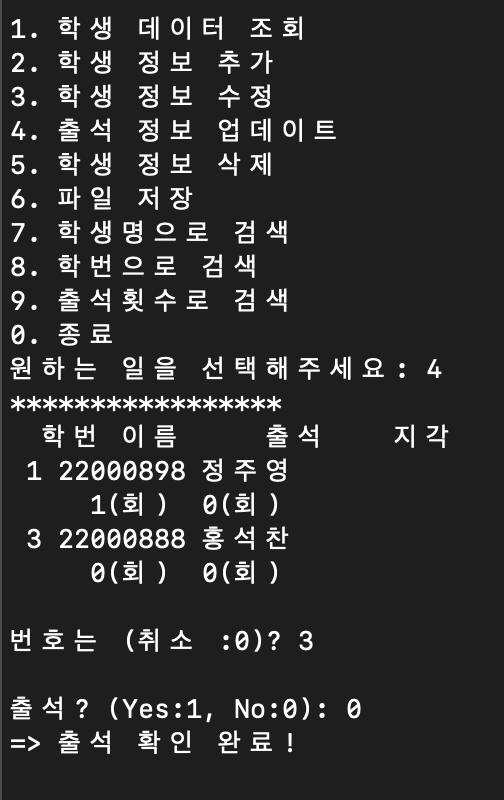 1. 학생 데이터 조회
2. 학생 정보 추가
3. 학생 정보 수정
4. 출석 정보 업데이트
5. 학생 정보 삭제
6. 파일 저장
7. 학생명으로 검색
8. 학번으로 검색
9. 출석횟수로 검색
0. 종료
원하는 일을 선택해주세요: 4
*****************
학번 이름 출석 지각
1 22000898 정주영
1(회) 0(회)
3 22000888 홍석찬
0(회) 0(회)
번호는 (취소 :0)? 3
출석? (Yes:1, No:0): 0
=> 출석 확인 완료!